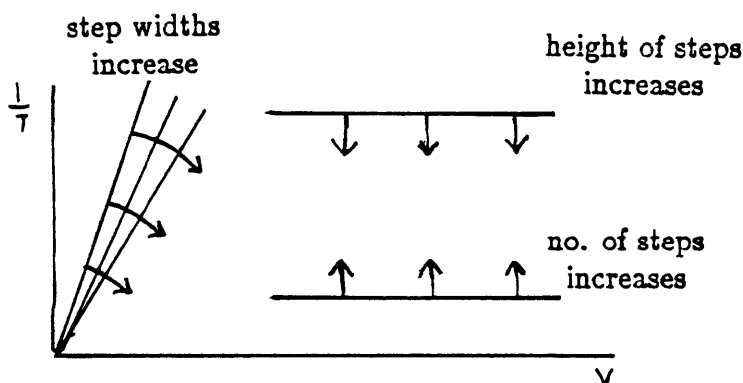 step widths
increase
height of steps
increases
1
T
no. of steps
increases